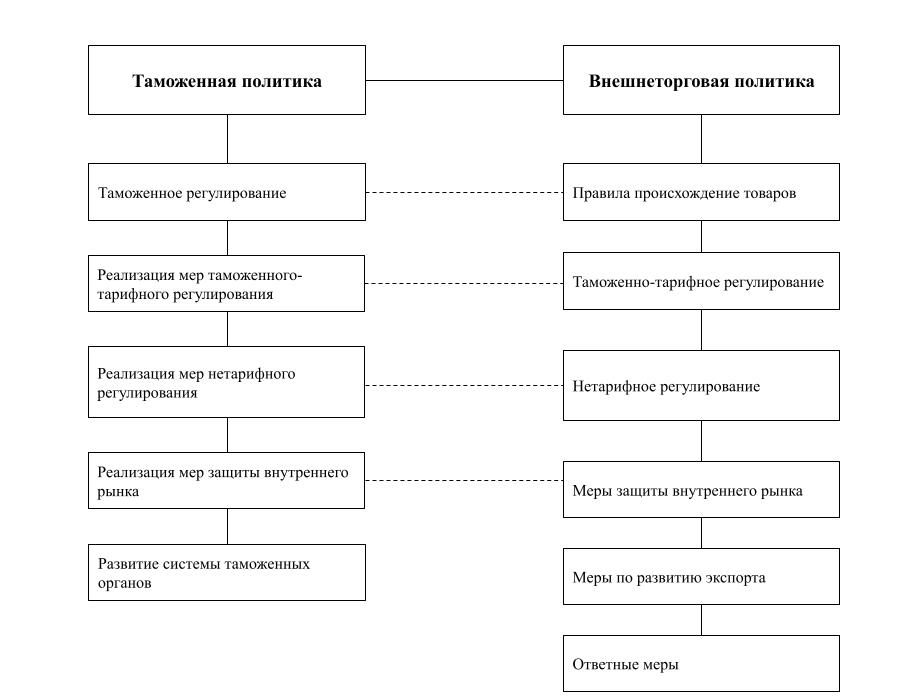 Таможенная политика
Внешнеторговая политика
Таможенное регулирование
Правила происхождение товаров
Реализация мер таможенного-
тарифного регулирования
Таможенно-тарифное регулирование
Реализация мер нетарифного
регулирования
Нетарифное регулирование
Реализация мер защиты внутреннего
рынка
Меры защиты внутреннего рынка
Развитие системы таможенных
органов
Меры по развитию экспорта
Ответные меры